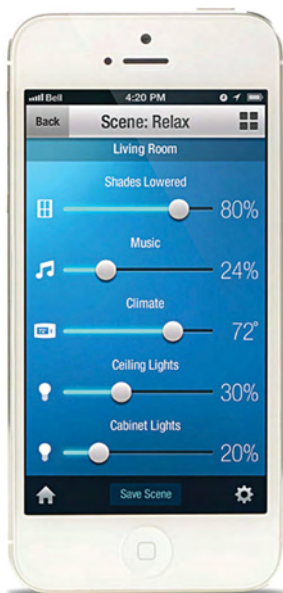 Bell 4:20 PM
Back Scene: Relax
Living Room
Shades Lowered
80%
Music
24%
Climate
72°
Ceiling Lights
30%
Cabinet Lights
20%
Save Scene